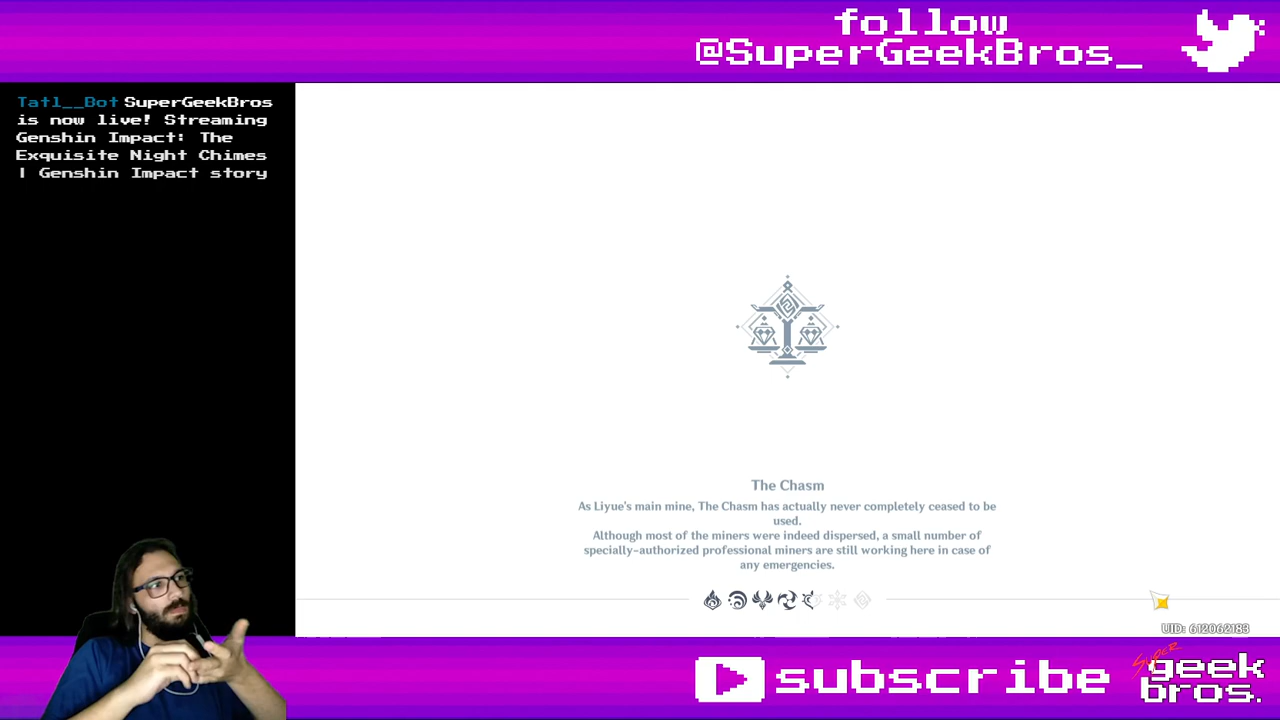 follow
@SuperGeekBros_
Tatl__Bot SuperGeekBros
is now live! Streaming
Genshin Impact: The
Exquisite Night Chimes
| Genshin Impact story
The Chasm
As Liyue's main mine, The Chasm has actually never completely ceased to be
used.
Although most of the miners were indeed dispersed, a small number of
specially-authorized professional miners are still working here in case of
any emergencies.
UID: 612062183
subscribe
SUPER
geek
bros.